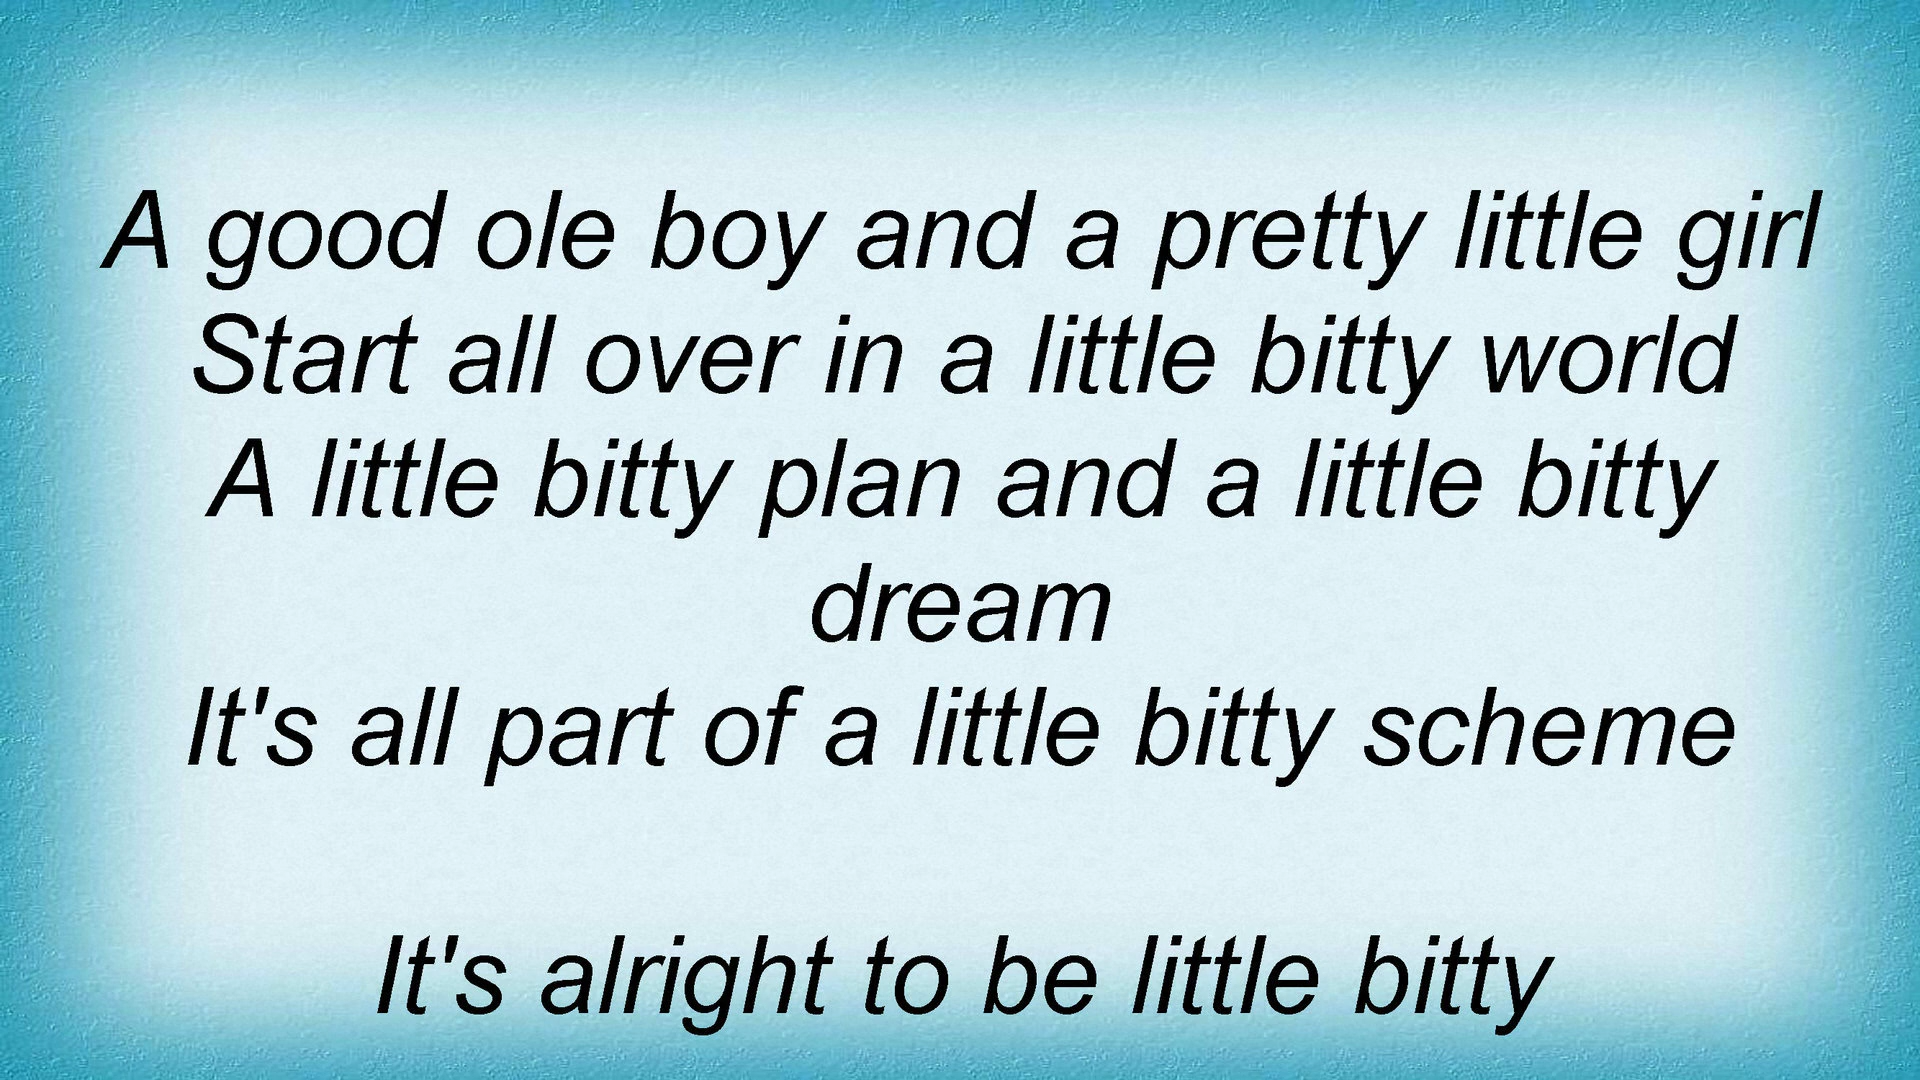 A good ole boy and a pretty little girl
Start all over in a little bitty world
A little bitty plan and a little bitty
dream
It's all part of a little bitty scheme
It's alright to be little bitty